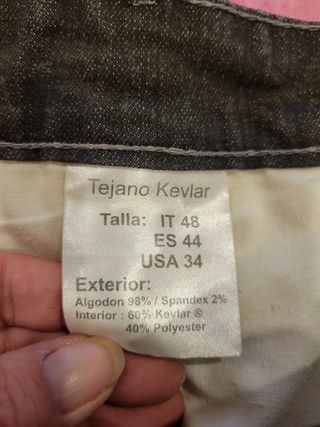 Tejano Kevlar
Talla: IT 48
ES 44
USA 34
Exterior:
Algodon 98% / Spandex 2%
Interior : 60% Kevlar ®
40% Polyester